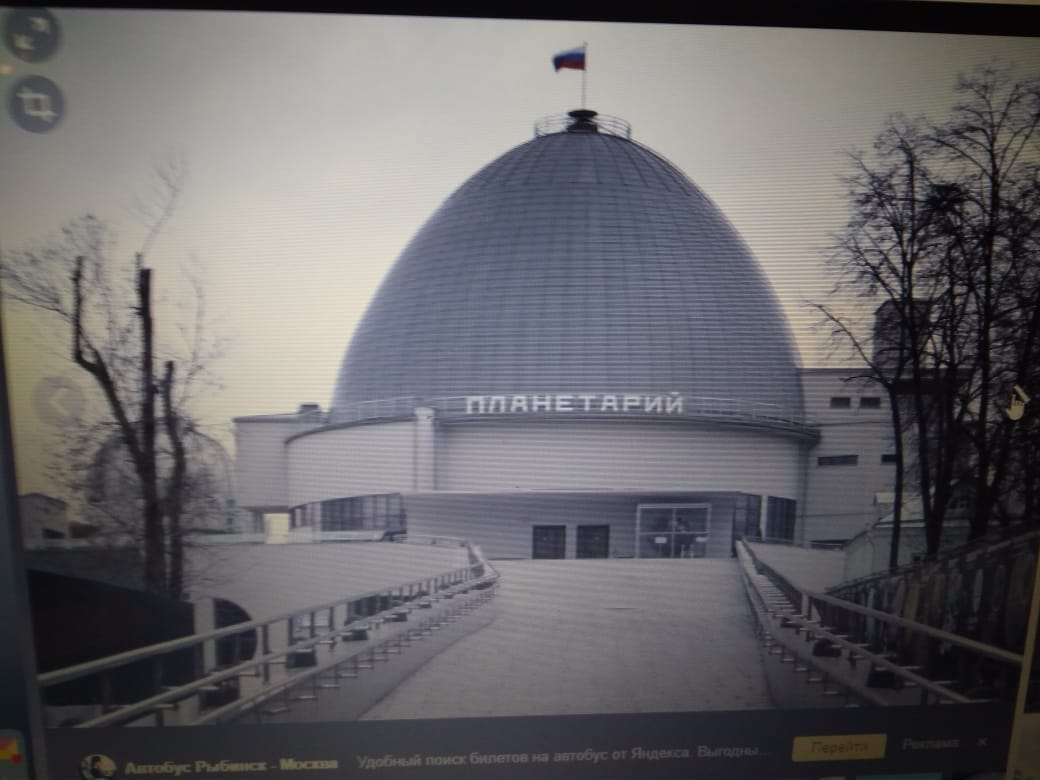 ПЛАНЕТАРИЙ
Автобус Рыбинск - Москва
Удобный поиск билетов на автобус от Яндекса. Выгодны...
Перейти
Реклама